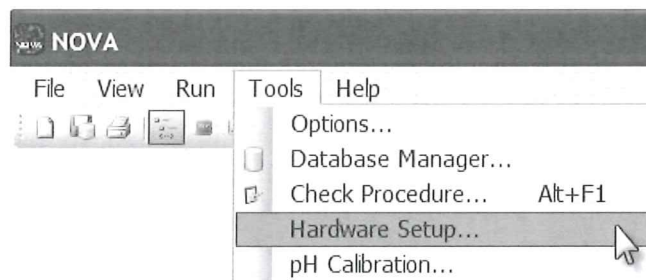 NOVA
File View Run Tools Help
Options...
Database Manager...
Check Procedure... Alt+F1
Hardware Setup...
pH Calibration...